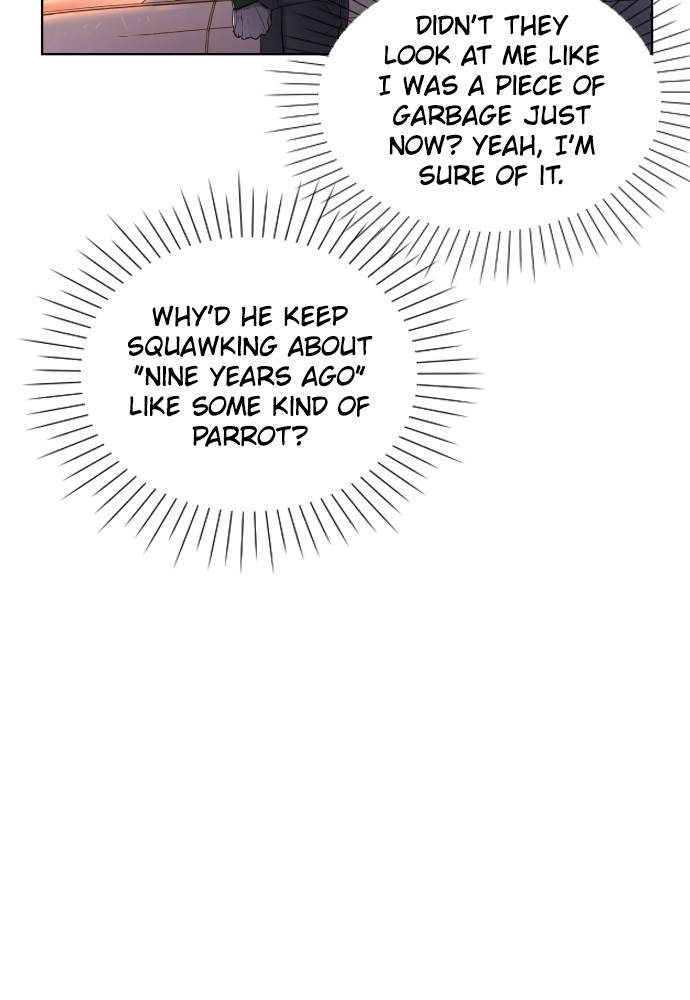 DIDN'T THEY
LOOK AT ME LIKE
I WAS A PIECE OF
GARBAGE JUST
NOW? YEAH, I'M
SURE OF IT.
WHY'D HE KEEP
SQUAWKING ABOUT
"NINE YEARS AGO"
LIKE SOME KIND OF
PARROT?